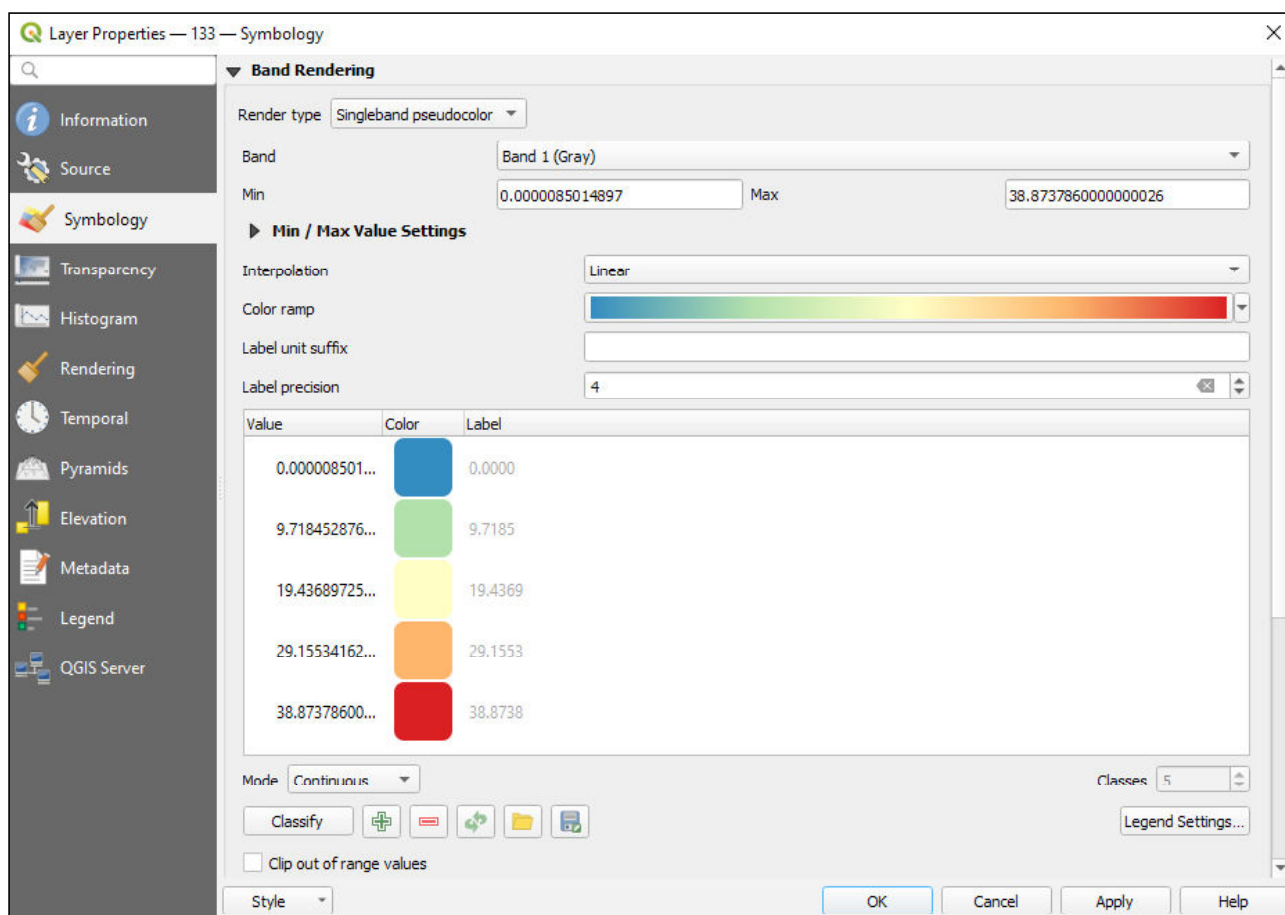 Layer Properties — 133 — Symbology
Information
Source
Symbology
Transparency
Histogram
Rendering
Temporal
Pyramids
Elevation
Metadata
Legend
QGIS Server
Band Rendering
Render type Singleband pseudocolor
Band Band 1 (Gray)
Min 0.0000085014897 Max 38.8737860000000026
Min / Max Value Settings
Interpolation Linear
Color ramp
Label unit suffix
Label precision 4
Value Color Label
0.000008501... 0.0000
9.718452876... 9.7185
19.43689725... 19.4369
29.15534162... 29.1553
38.87378600... 38.8738
Mode Continuous Classes 5
Classify Legend Settings...
Clip out of range values
Style OK Cancel Apply Help